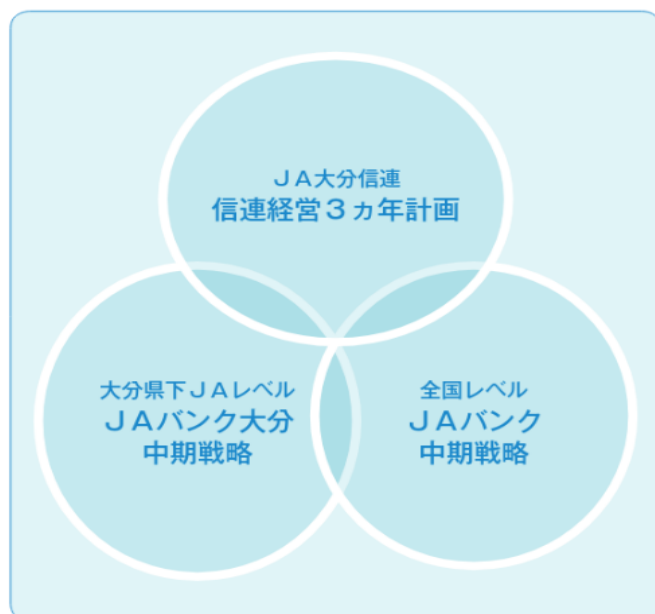 ＪＡ大分信連
信連経営３ヵ年計画
大分県下ＪＡレベル
ＪＡバンク大分
中期戦略
全国レベル
ＪＡバンク
中期戦略